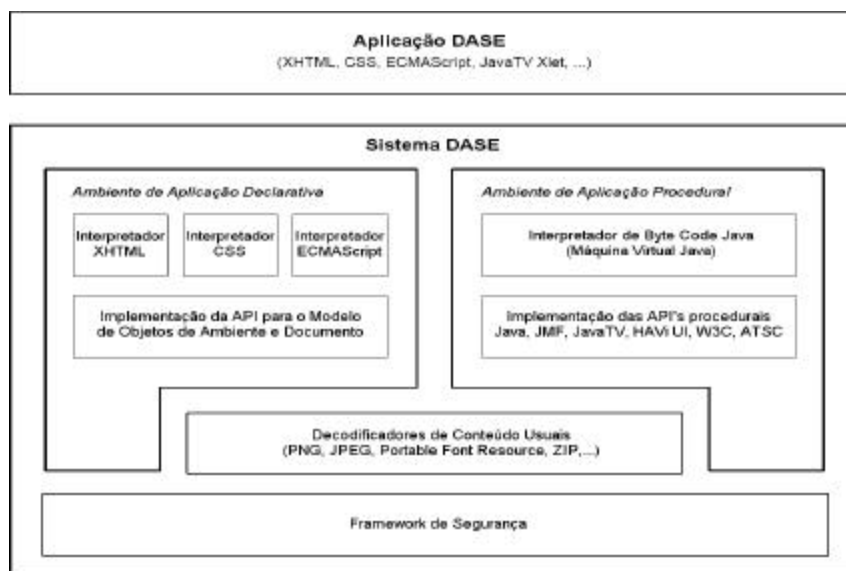 Aplicação DASE
(XHTML, CSS, ECMAScript, JavaTV Xlet, ...)
Sistema DASE
Ambiente de Aplicação Declarativa
Interpretador
XHTML
Interpretador
CSS
Interpretador
ECMAScript
Implementação da API para o Modelo
de Objetos de Ambiente e Documento
Ambiente de Aplicação Procedural
Interpretador de Byte Code Java
(Máquina Virtual Java)
Implementação das API's procedurais
Java, JMF, JavaTV, HAVi UI, W3C, ATSC
Decodificadores de Conteúdo Usuais
(PNG, JPEG, Portable Font Resource, ZIP,...)
Framework de Segurança